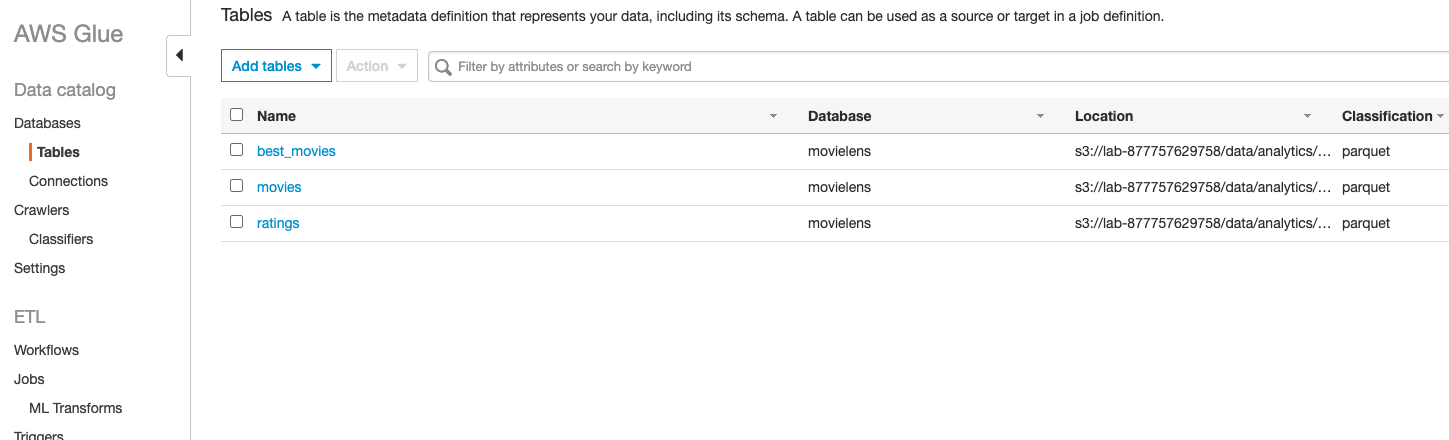 AWS Glue
Data catalog
Databases
Tables
Connections
Crawlers
Classifiers
Settings
ETL
Workflows
Jobs
ML Transforms
Triggers
Tables A table is the metadata definition that represents your data, including its schema. A table can be used as a source or target in a job definition.
Add tables Action Filter by attributes or search by keyword
Name Database Location Classification
best_movies movielens s3://lab-877757629758/data/analytics/... parquet
movies movielens s3://lab-877757629758/data/analytics/... parquet
ratings movielens s3://lab-877757629758/data/analytics/... parquet